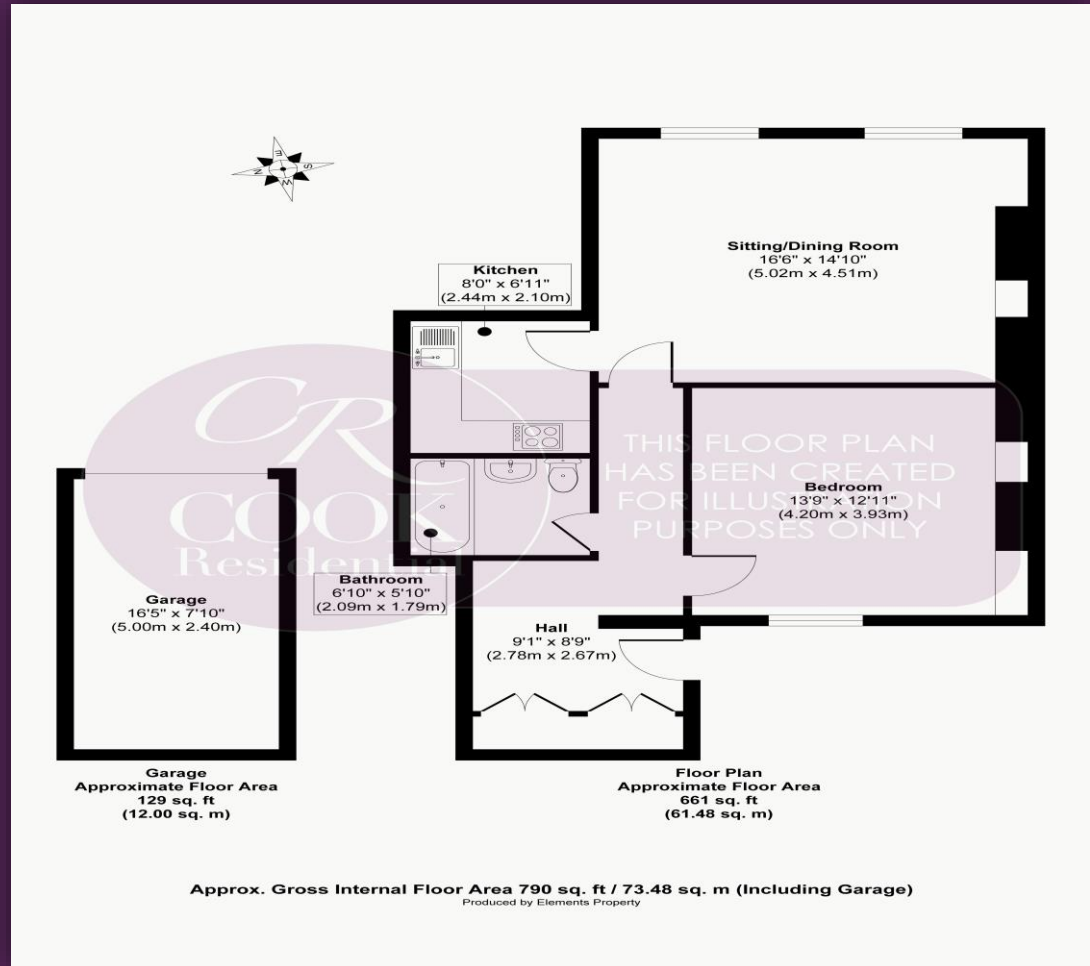 E
N
S
W
Sitting/Dining Room
16'6" x 14'10"
(5.02m x 4.51m)
Kitchen
8'0" x 6'11"
(2.44m x 2.10m)
CR
COOK
Residential
THIS FLOOR PLAN
HAS BEEN CREATED
FOR ILLUSTRATION
PURPOSES ONLY
Bedroom
13'9" x 12'11"
(4.20m x 3.93m)
Bathroom
6'10" x 5'10"
(2.09m x 1.79m)
Garage
16'5" x 7'10"
(5.00m x 2.40m)
Hall
9'1" x 8'9"
(2.78m x 2.67m)
Garage
Approximate Floor Area
129 sq. ft
(12.00 sq. m)
Floor Plan
Approximate Floor Area
661 sq. ft
(61.48 sq. m)
Approx. Gross Internal Floor Area 790 sq. ft / 73.48 sq. m (Including Garage)
Produced by Elements Property